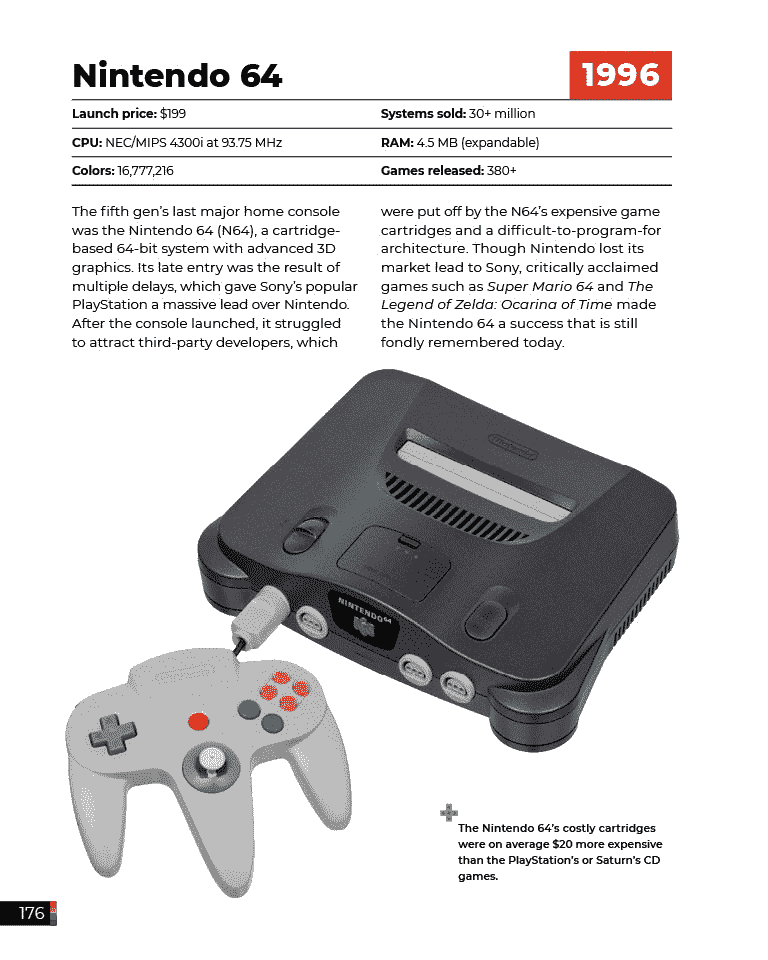 Nintendo 64
1996
Launch price: $199
Systems sold: 30+ million
CPU: NEC/MIPS 4300i at 93.75 MHz
RAM: 4.5 MB (expandable)
Colors: 16,777,216
Games released: 380+
The fifth gen's last major home console
was the Nintendo 64 (N64), a cartridge-
based 64-bit system with advanced 3D
graphics. Its late entry was the result of
multiple delays, which gave Sony's popular
PlayStation a massive lead over Nintendo.
After the console launched, it struggled
to attract third-party developers, which
were put off by the N64's expensive game
cartridges and a difficult-to-program-for
architecture. Though Nintendo lost its
market lead to Sony, critically acclaimed
games such as Super Mario 64 and The
Legend of Zelda: Ocarina of Time made
the Nintendo 64 a success that is still
fondly remembered today.
Nintendo
NINTENDO64
The Nintendo 64's costly cartridges
were on average $20 more expensive
than the PlayStation's or Saturn's CD
games.
176